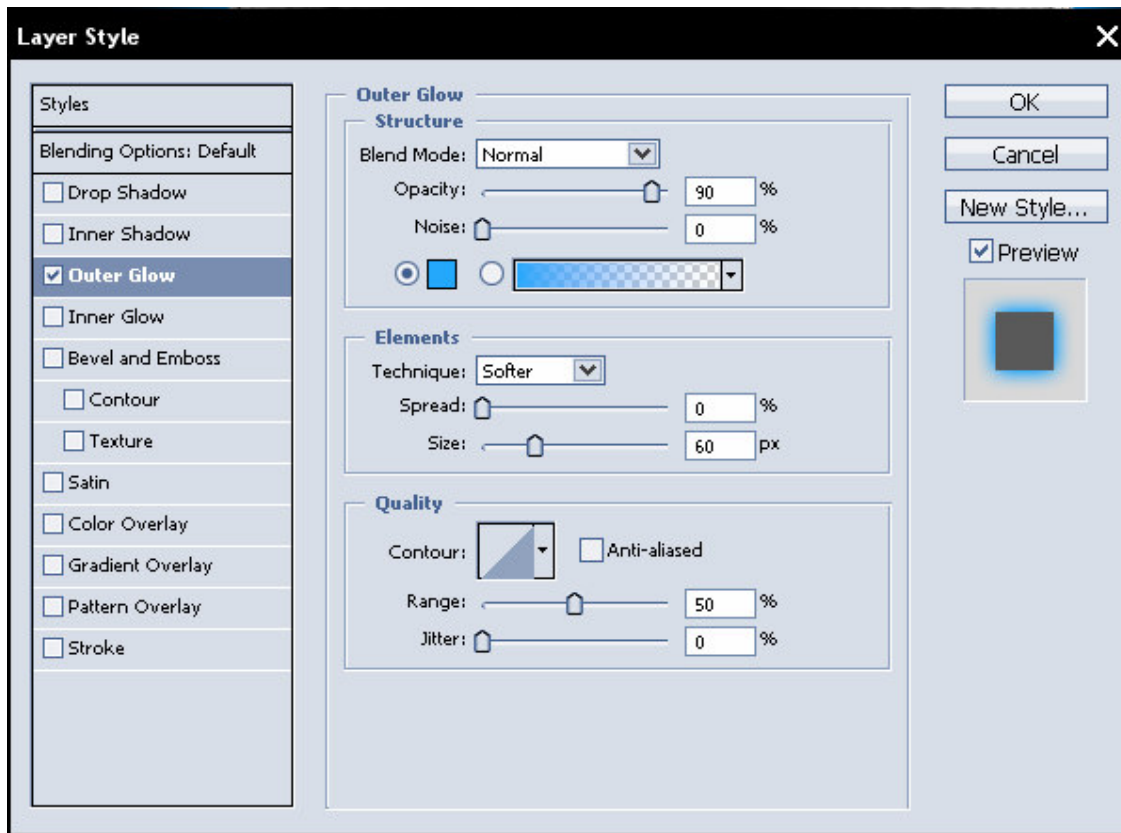 Layer Style
Styles
Blending Options: Default
Drop Shadow
Inner Shadow
Outer Glow
Inner Glow
Bevel and Emboss
Contour
Texture
Satin
Color Overlay
Gradient Overlay
Pattern Overlay
Stroke
Outer Glow
Structure
Blend Mode: Normal
Opacity: 90 %
Noise: 0 %
Elements
Technique: Softer
Spread: 0 %
Size: 60 px
Quality
Contour: Anti-aliased
Range: 50 %
Jitter: 0 %
OK
Cancel
New Style...
Preview